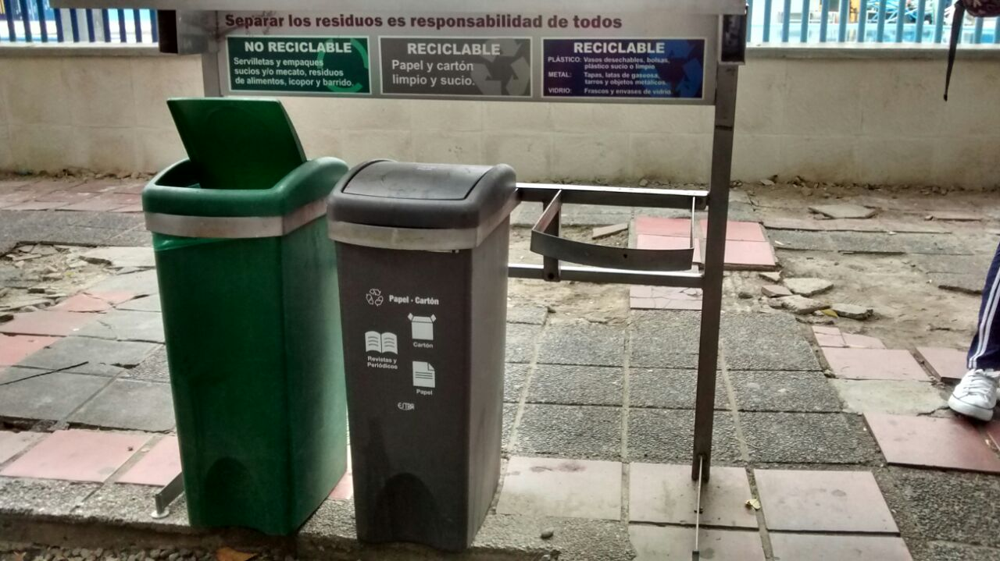 Separar los residuos es responsabilidad de todos
NO RECICLABLE
Servilletas y empaques
sucios y/o mecato, residuos
de alimentos, icopor y barrido.
RECICLABLE
Papel y cartón
limpio y sucio.
RECICLABLE
PLÁSTICO: Vasos desechables, bolsas,
plástico sucio o limpio
METAL: Tapas, latas de gaseosa,
tarros y objetos metálicos.
VIDRIO: Frascos y envases de vidrio
Papel · Cartón
Cartón
Revistas y
Periódicos
Papel
ESTRA